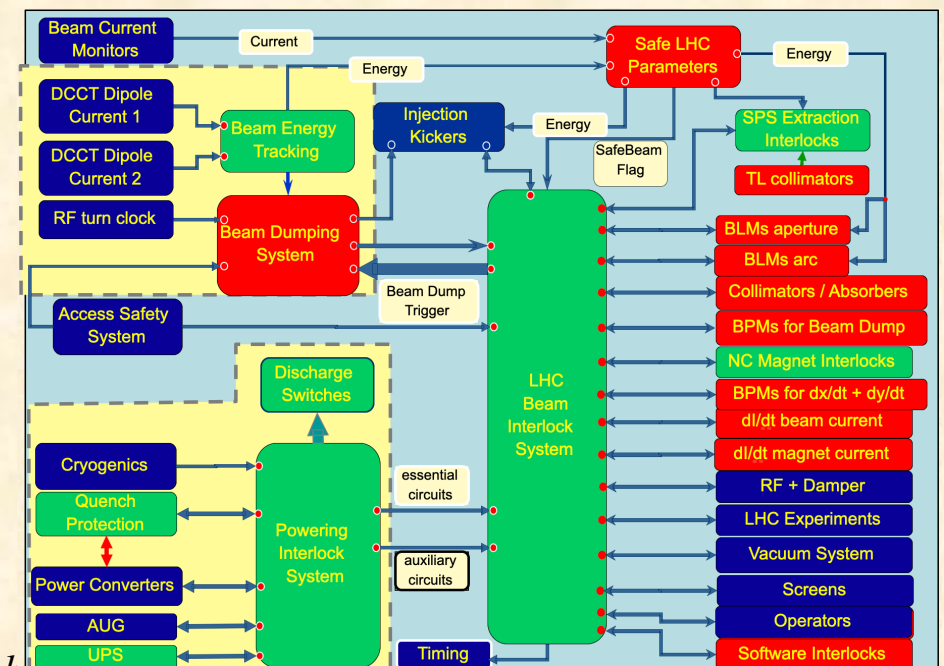 Beam Current
Monitors
Current
Safe LHC
Parameters
Energy
Energy
DCCT Dipole
Current 1
Beam Energy
Tracking
Injection
Kickers
Energy
SafeBeam
Flag
SPS Extraction
Interlocks
DCCT Dipole
Current 2
TL collimators
RF turn clock
Beam Dumping
System
BLMs aperture
BLMs arc
Beam Dump
Trigger
Collimators / Absorbers
Access Safety
System
BPMs for Beam Dump
Discharge
Switches
LHC
Beam
Interlock
System
NC Magnet Interlocks
BPMs for dx/dt + dy/dt
dI/dt beam current
dI/dt magnet current
Cryogenics
essential
circuits
RF + Damper
Quench
Protection
Powering
Interlock
System
LHC Experiments
auxiliary
circuits
Vacuum System
Power Converters
Screens
AUG
Operators
UPS
Timing
Software Interlocks